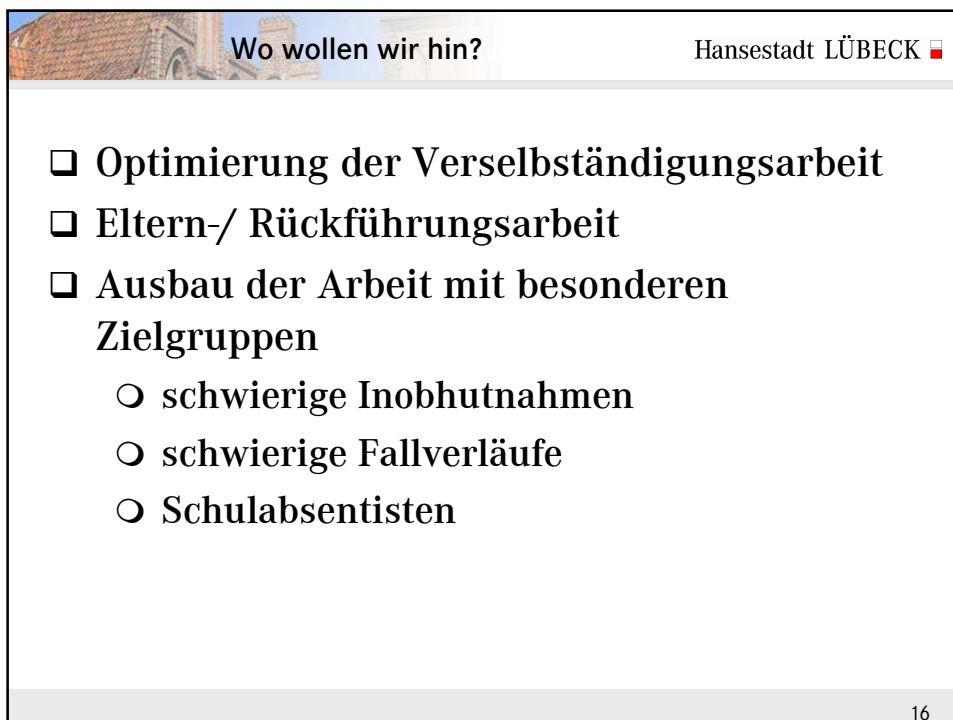 Wo wollen wir hin?
Hansestadt LÜBECK
Optimierung der Verselbständigungsarbeit
Eltern-/ Rückführungsarbeit
Ausbau der Arbeit mit besonderen
Zielgruppen
schwierige Inobhutnahmen
schwierige Fallverläufe
Schulabsentisten
16